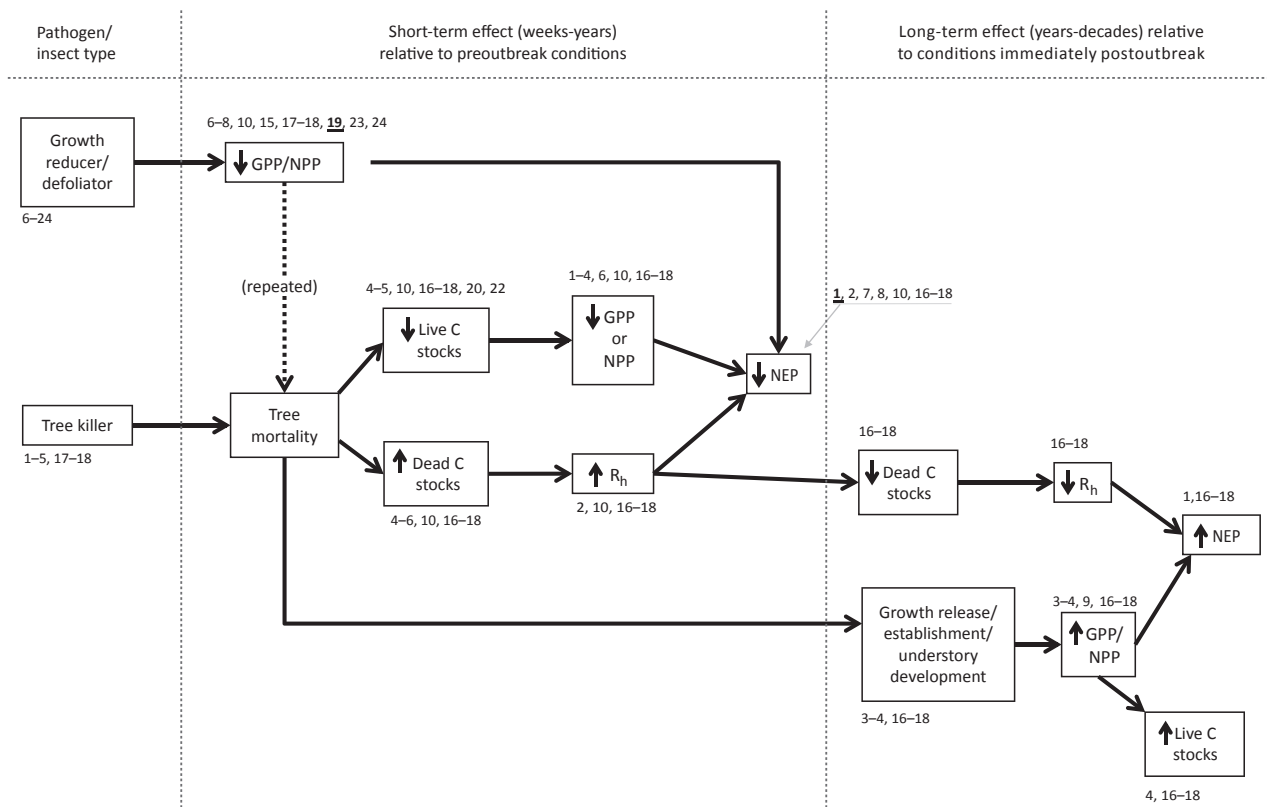 Pathogen/
insect type
Short-term effect (weeks-years)
relative to preoutbreak conditions
Long-term effect (years-decades) relative
to conditions immediately postoutbreak
6–8, 10, 15, 17–18, 19, 23, 24
Growth
reducer/
defoliator
6–24
↓ GPP/NPP
(repeated)
4–5, 10, 16–18, 20, 22
↓ Live C
stocks
1–4, 6, 10, 16–18
↓ GPP
or
NPP
1, 2, 7, 8, 10, 16–18
↓ NEP
Tree killer
1–5, 17–18
Tree
mortality
↑ Dead C
stocks
4–6, 10, 16–18
↑ Rh
2, 10, 16–18
16–18
↓ Dead C
stocks
16–18
↓ Rh
1,16–18
↑ NEP
Growth release/
establishment/
understory
development
3–4, 16–18
3–4, 9, 16–18
↑ GPP/
NPP
↑ Live C
stocks
4, 16–18